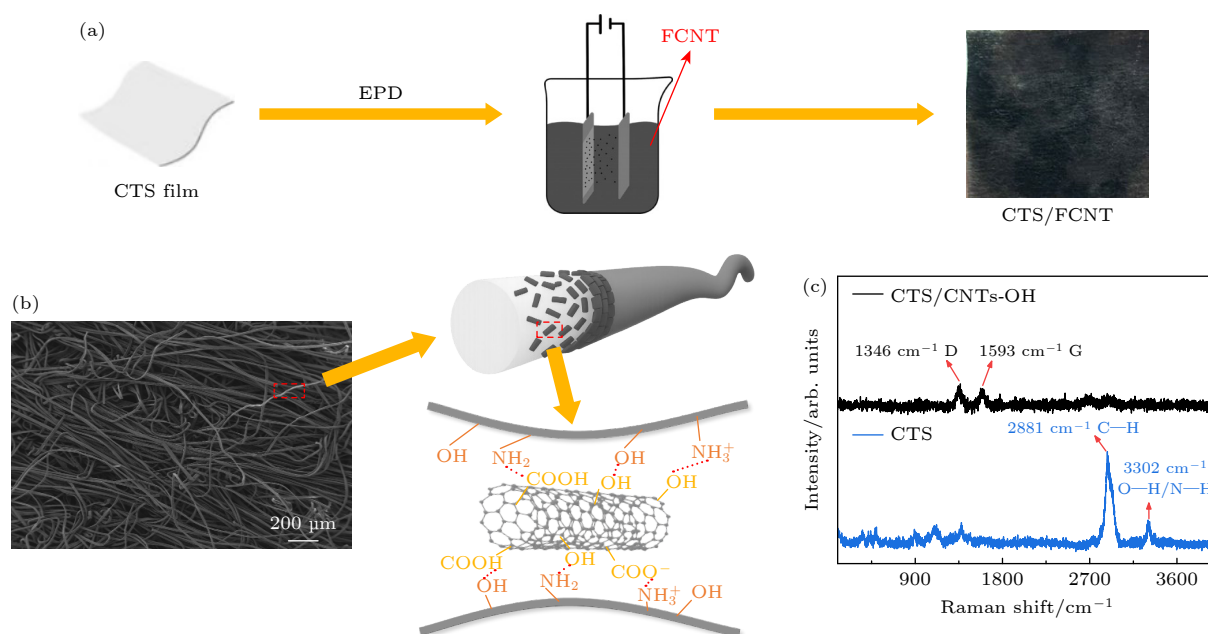 (a)
FCNT
EPD
CTS film
CTS/FCNT
(b)
200 µm
OH
NH₂
OH
NH₃⁺
COOH
OH
OH
COOH
OH
NH₂
OH
COO⁻
NH₃⁺
OH
(c)
CTS/CNTs-OH
1346 cm⁻¹ D
1593 cm⁻¹ G
CTS
2881 cm⁻¹ C—H
3302 cm⁻¹
O—H/N—H
Intensity/arb. units
900 1800 2700 3600
Raman shift/cm⁻¹